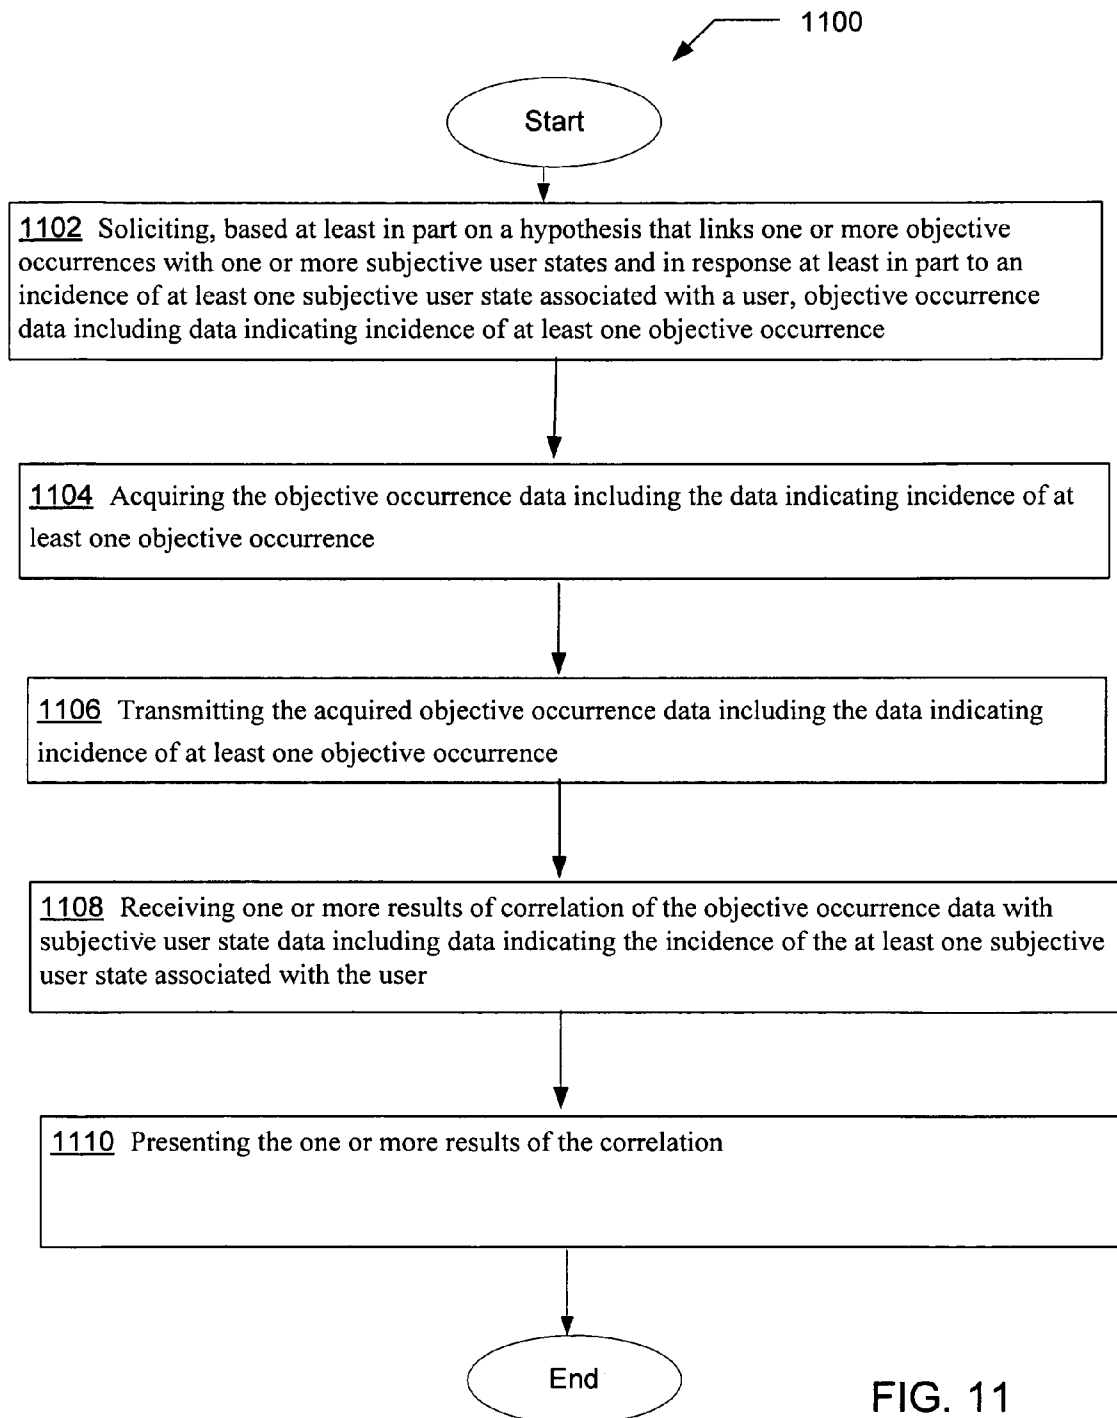 1100
Start
1102 Soliciting, based at least in part on a hypothesis that links one or more objective
occurrences with one or more subjective user states and in response at least in part to an
incidence of at least one subjective user state associated with a user, objective occurrence
data including data indicating incidence of at least one objective occurrence
1104 Acquiring the objective occurrence data including the data indicating incidence of at
least one objective occurrence
1106 Transmitting the acquired objective occurrence data including the data indicating
incidence of at least one objective occurrence
1108 Receiving one or more results of correlation of the objective occurrence data with
subjective user state data including data indicating the incidence of the at least one subjective
user state associated with the user
1110 Presenting the one or more results of the correlation
End
FIG. 11